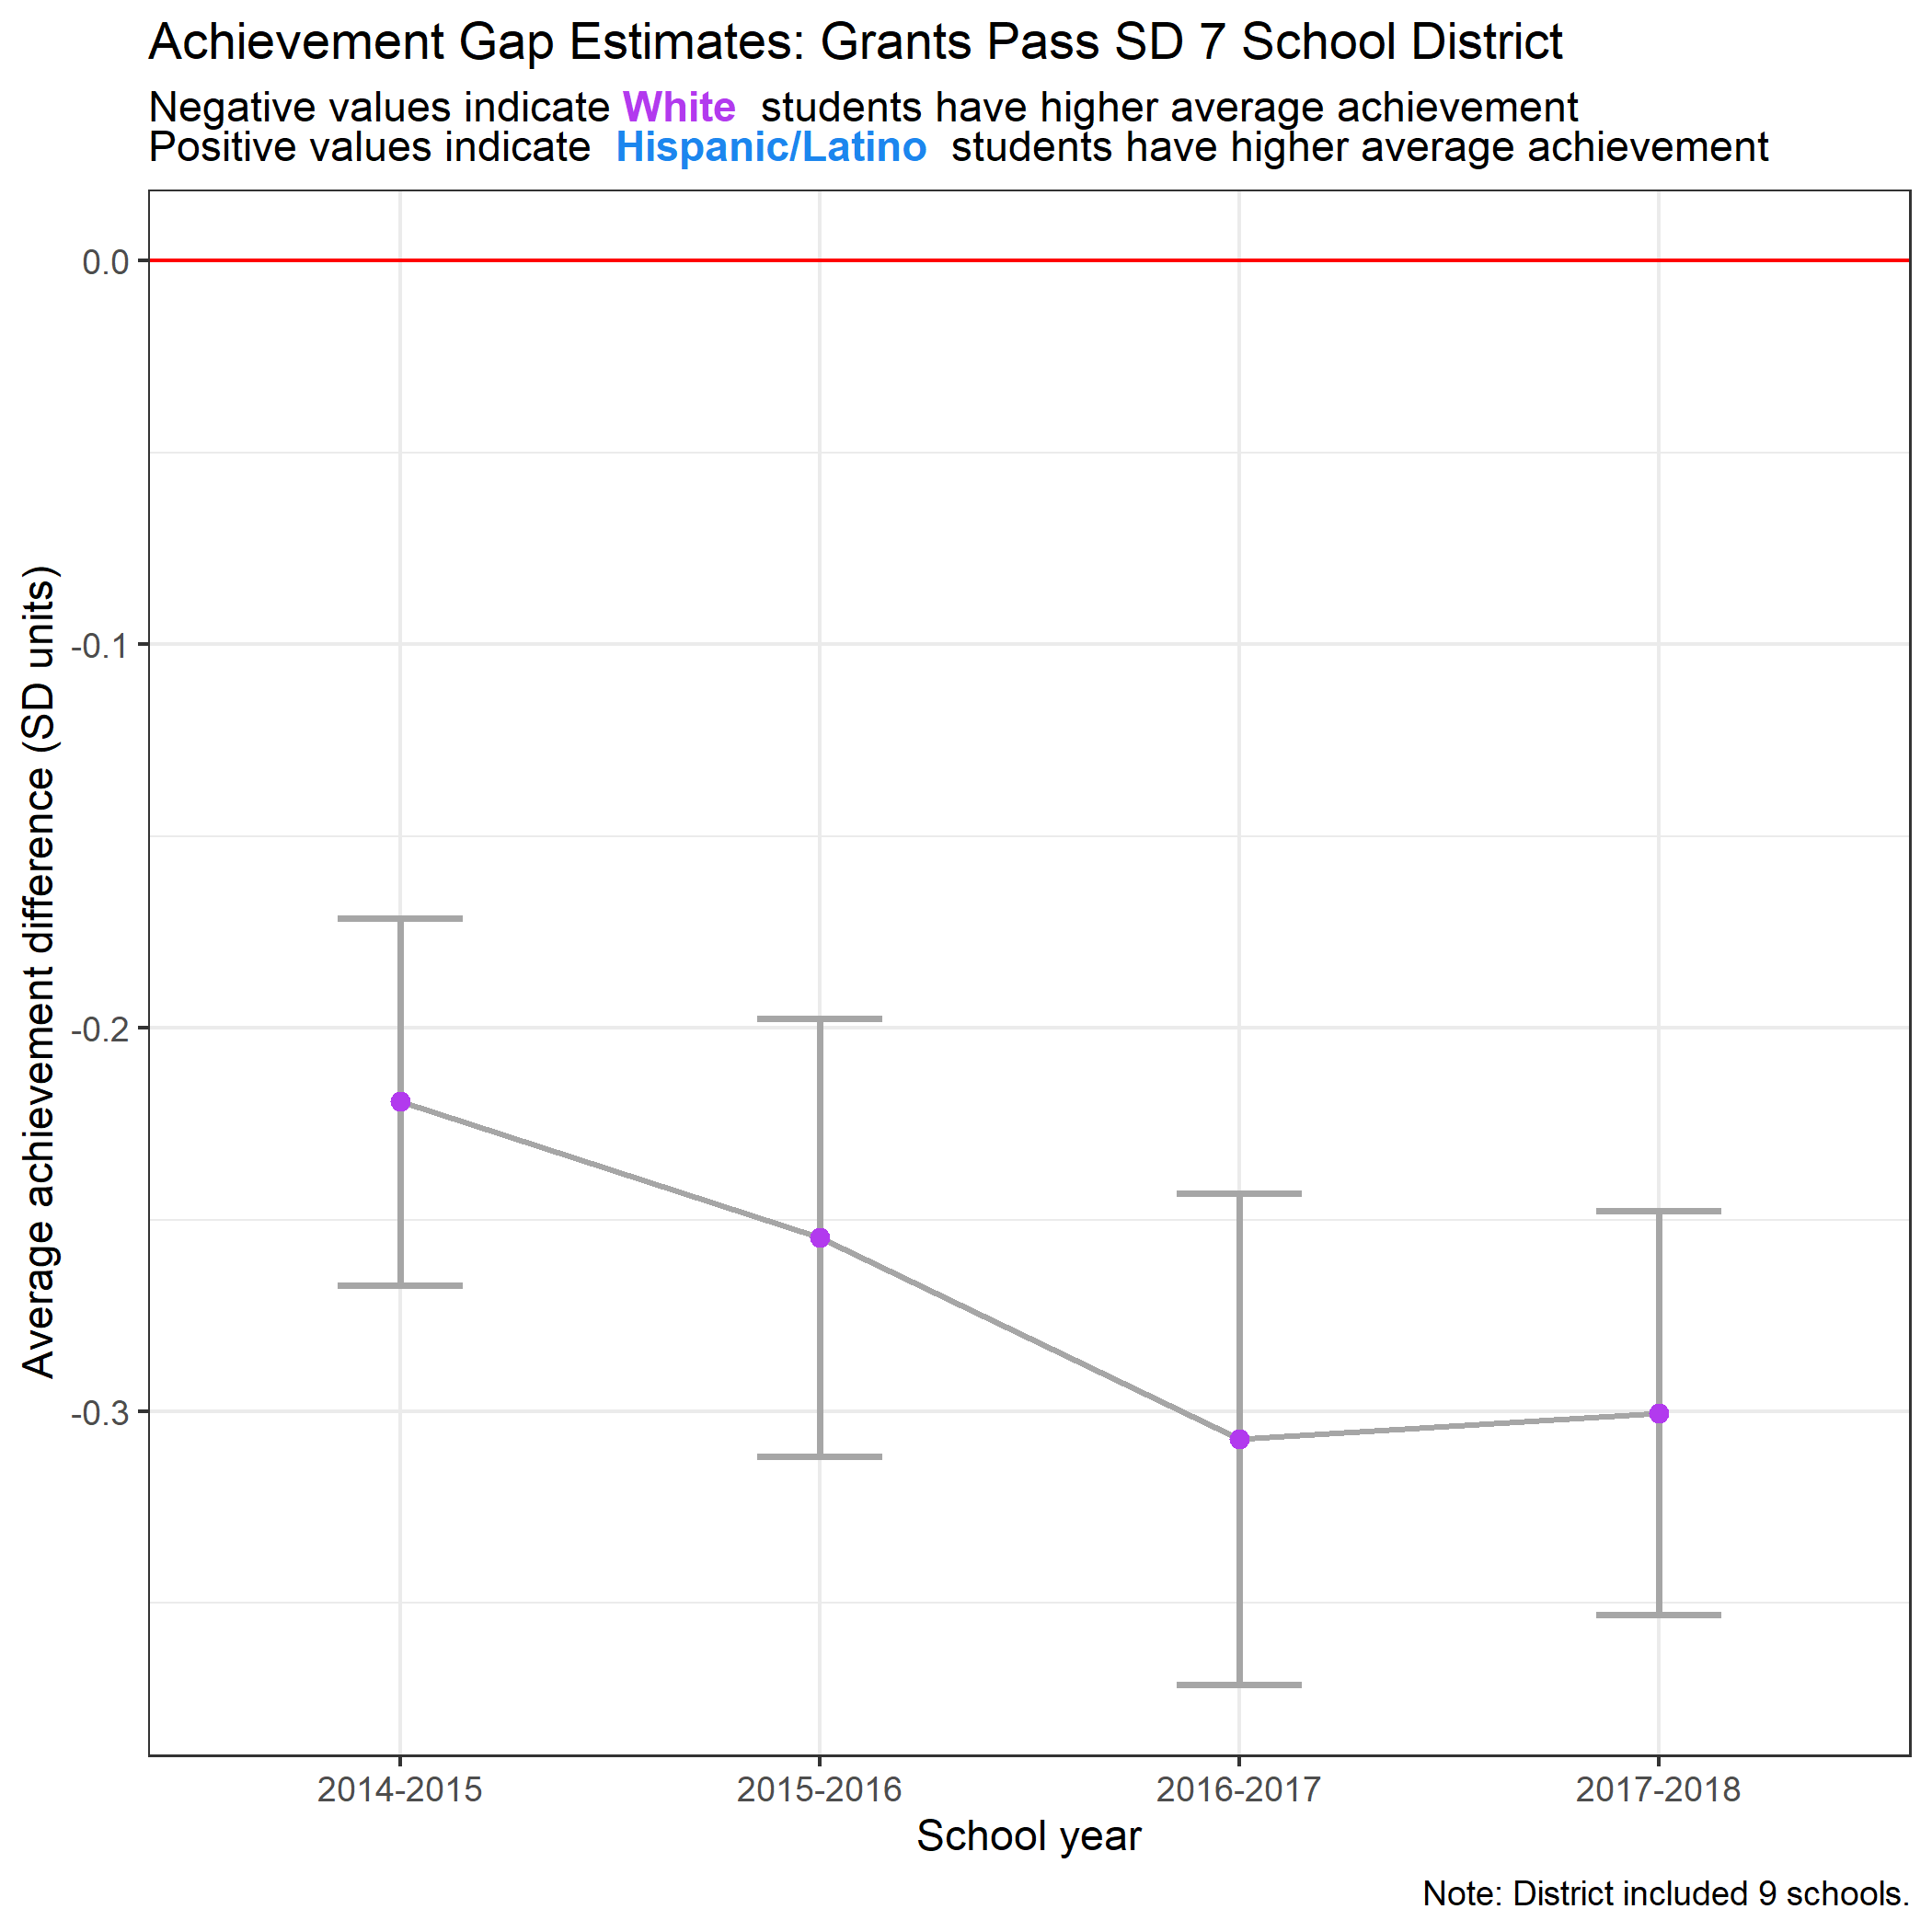 Achievement Gap Estimates: Grants Pass SD 7 School District
Negative values indicate White students have higher average achievement
Positive values indicate Hispanic/Latino students have higher average achievement
Average achievement difference (SD units)
0.0
-0.1
-0.2
-0.3
2014-2015 2015-2016 2016-2017 2017-2018
School year
Note: District included 9 schools.